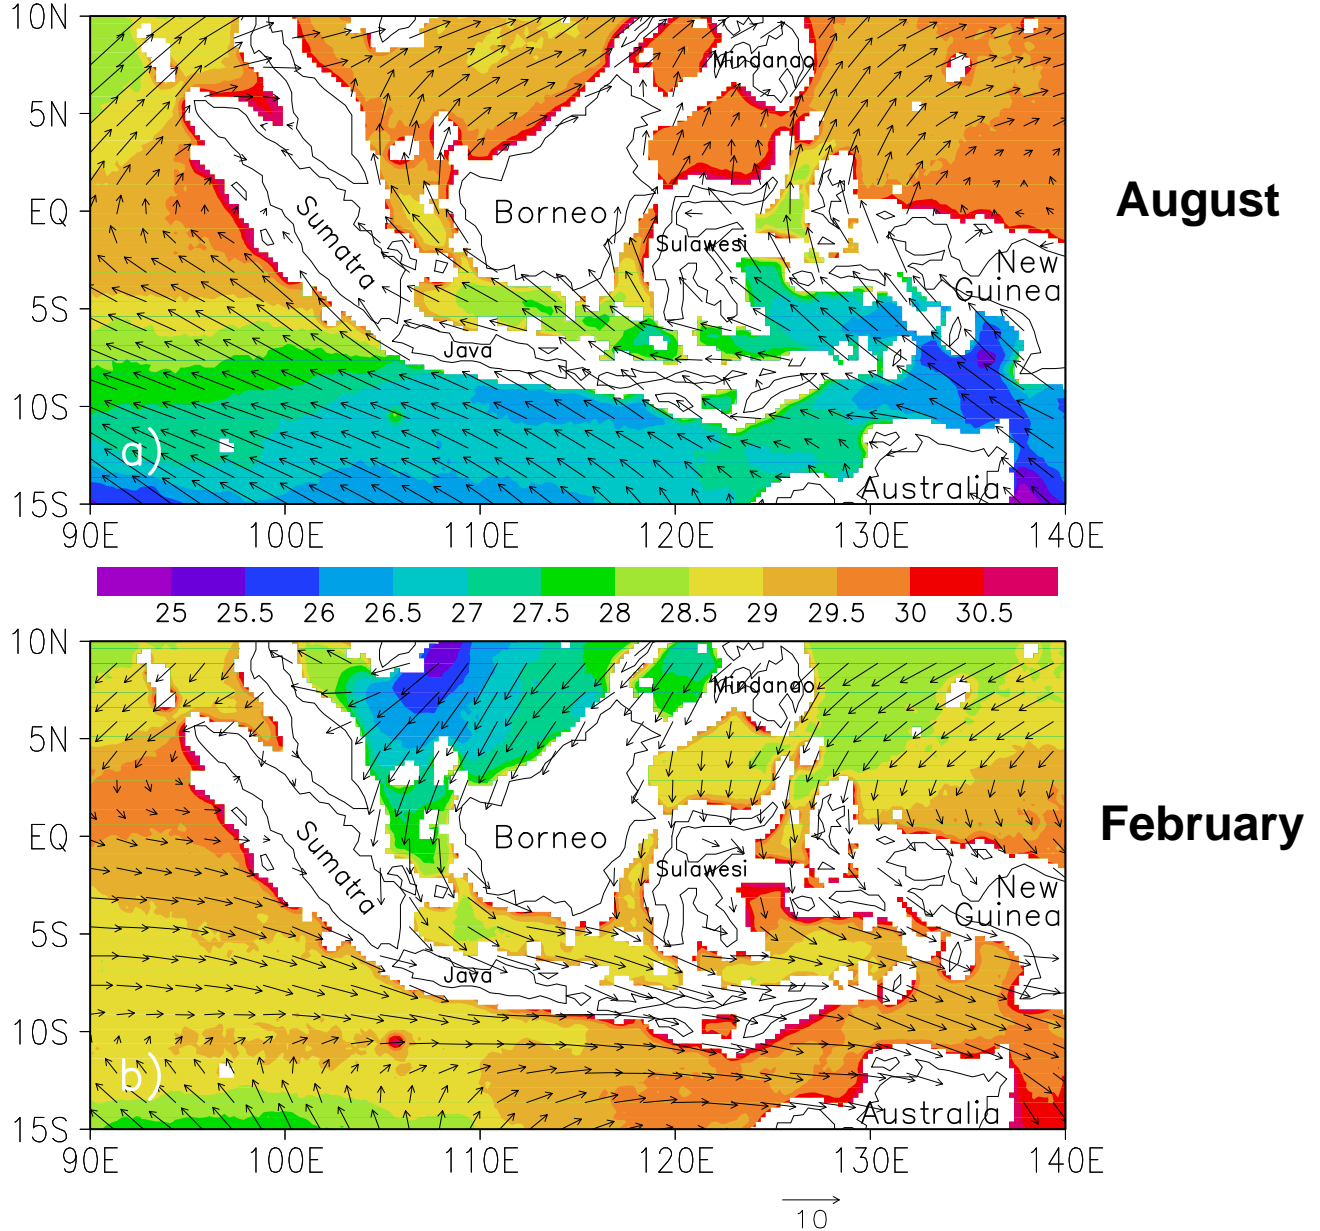 10N
5N
EQ
5S
10S
15S
Mindanao
Borneo
Sumatra
Sulawesi
New
Guinea
Java
a)
Australia
August
90E 100E 110E 120E 130E 140E
25 25.5 26 26.5 27 27.5 28 28.5 29 29.5 30 30.5
10N
5N
EQ
5S
10S
15S
Mindanao
Borneo
Sumatra
Sulawesi
New
Guinea
Java
b)
Australia
February
90E 100E 110E 120E 130E 140E
10